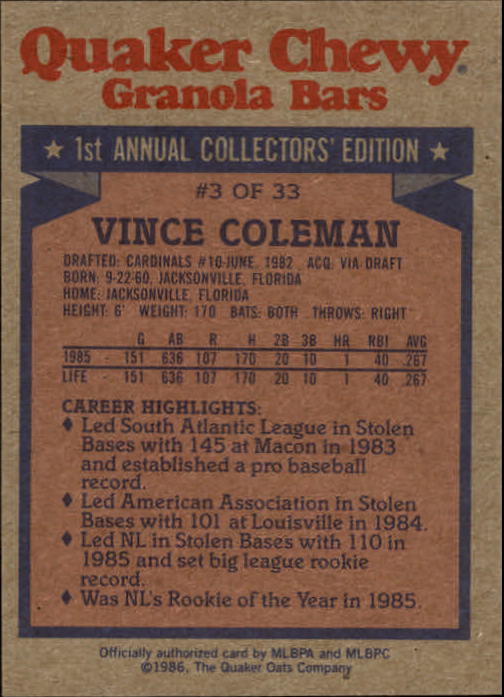 Quaker Chewy
Granola Bars
★ 1st ANNUAL COLLECTORS' EDITION ★
#3 OF 33
VINCE COLEMAN
DRAFTED: CARDINALS #10-JUNE, 1982 ACQ: VIA DRAFT
BORN: 9-22-60, JACKSONVILLE, FLORIDA
HOME: JACKSONVILLE, FLORIDA
HEIGHT: 6' WEIGHT: 170 BATS: BOTH THROWS: RIGHT
G AB R H 2B 3B HR RBI AVG
1985 - 151 636 107 170 20 10 1 40 .267
LIFE - 151 636 107 170 20 10 1 40 .267
CAREER HIGHLIGHTS:
♦ Led South Atlantic League in Stolen
Bases with 145 at Macon in 1983
and established a pro baseball
record.
♦ Led American Association in Stolen
Bases with 101 at Louisville in 1984.
♦ Led NL in Stolen Bases with 110 in
1985 and set big league rookie
record.
♦ Was NL's Rookie of the Year in 1985.
Officially authorized card by MLBPA and MLBPC
©1986, The Quaker Oats Company